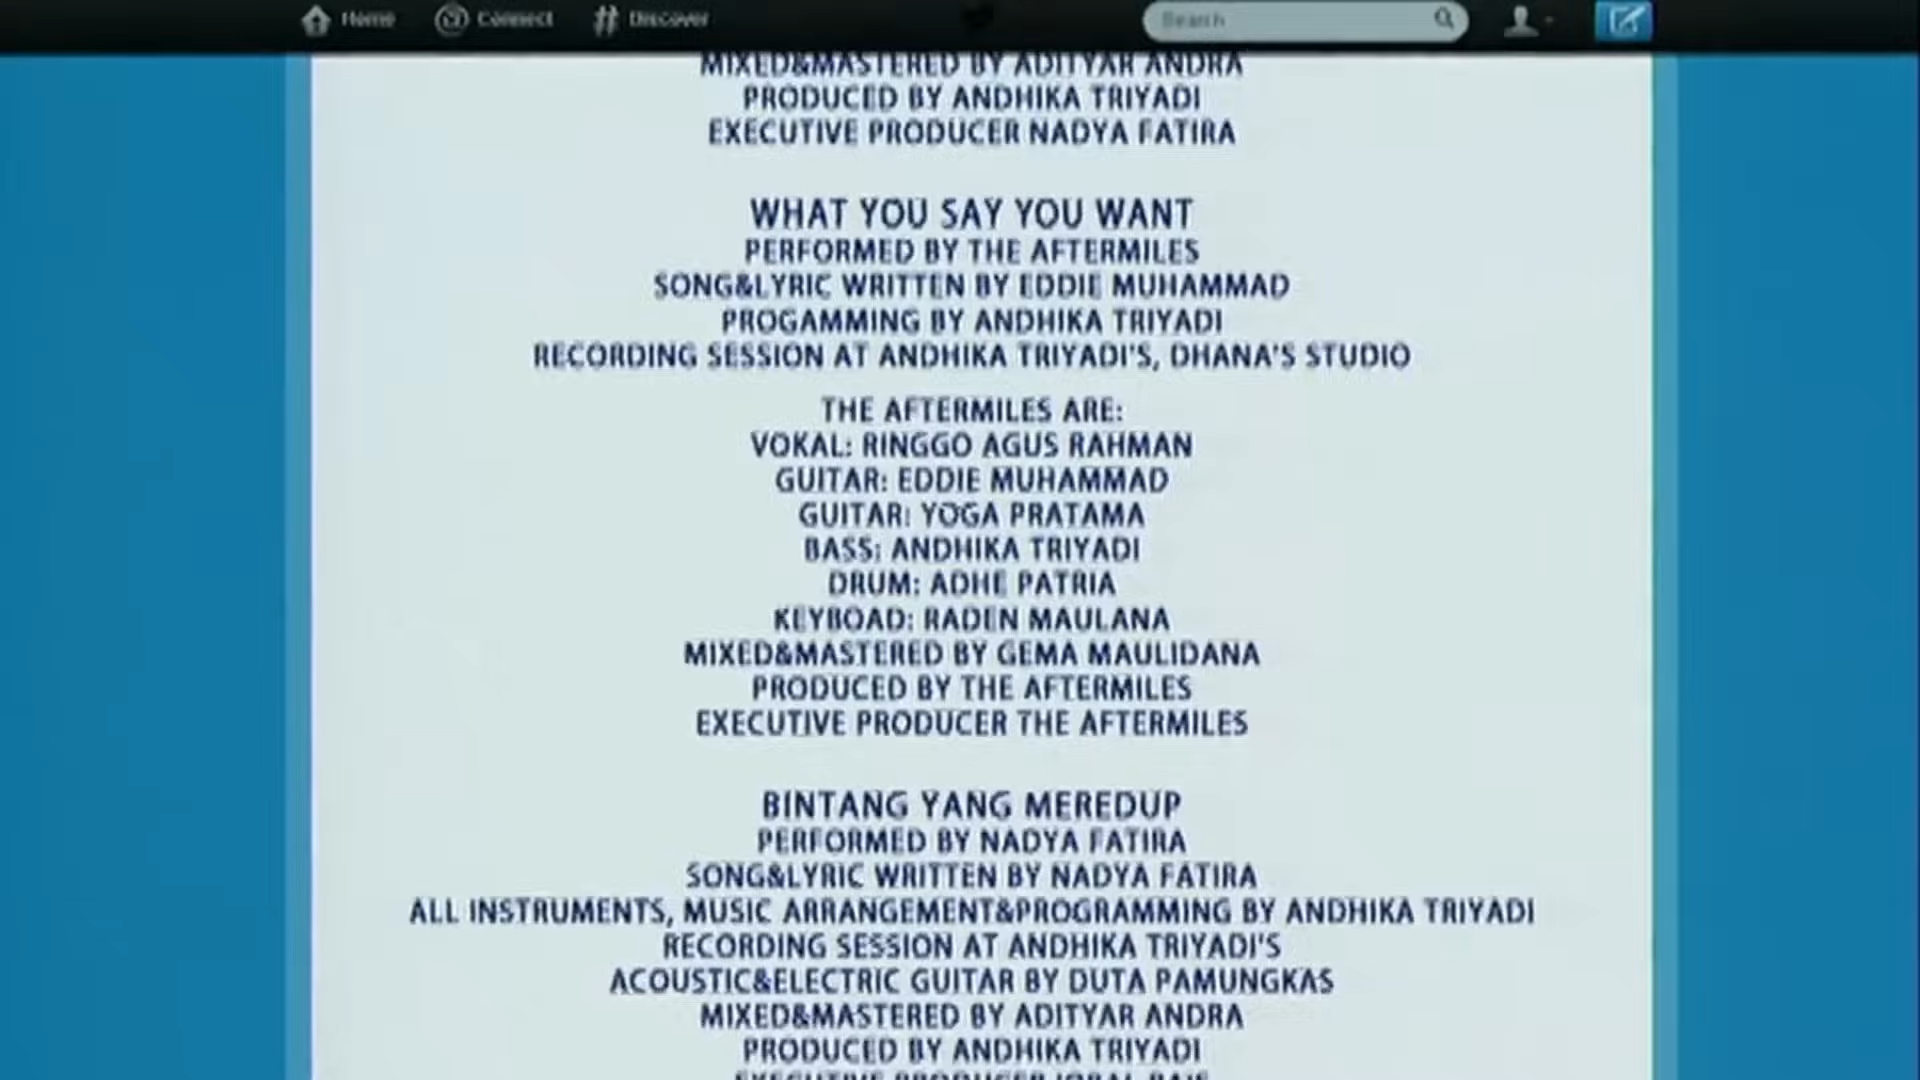 Home Connect Discover Search
MIXED&MASTERED BY ADITYAR ANDRA
PRODUCED BY ANDHIKA TRIYADI
EXECUTIVE PRODUCER NADYA FATIRA
WHAT YOU SAY YOU WANT
PERFORMED BY THE AFTERMILES
SONG&LYRIC WRITTEN BY EDDIE MUHAMMAD
PROGAMMING BY ANDHIKA TRIYADI
RECORDING SESSION AT ANDHIKA TRIYADI'S, DHANA'S STUDIO
THE AFTERMILES ARE:
VOKAL: RINGGO AGUS RAHMAN
GUITAR: EDDIE MUHAMMAD
GUITAR: YOGA PRATAMA
BASS: ANDHIKA TRIYADI
DRUM: ADHE PATRIA
KEYBOAD: RADEN MAULANA
MIXED&MASTERED BY GEMA MAULIDANA
PRODUCED BY THE AFTERMILES
EXECUTIVE PRODUCER THE AFTERMILES
BINTANG YANG MEREDUP
PERFORMED BY NADYA FATIRA
SONG&LYRIC WRITTEN BY NADYA FATIRA
ALL INSTRUMENTS, MUSIC ARRANGEMENT&PROGRAMMING BY ANDHIKA TRIYADI
RECORDING SESSION AT ANDHIKA TRIYADI'S
ACOUSTIC&ELECTRIC GUITAR BY DUTA PAMUNGKAS
MIXED&MASTERED BY ADITYAR ANDRA
PRODUCED BY ANDHIKA TRIYADI
EXECUTIVE PRODUCER